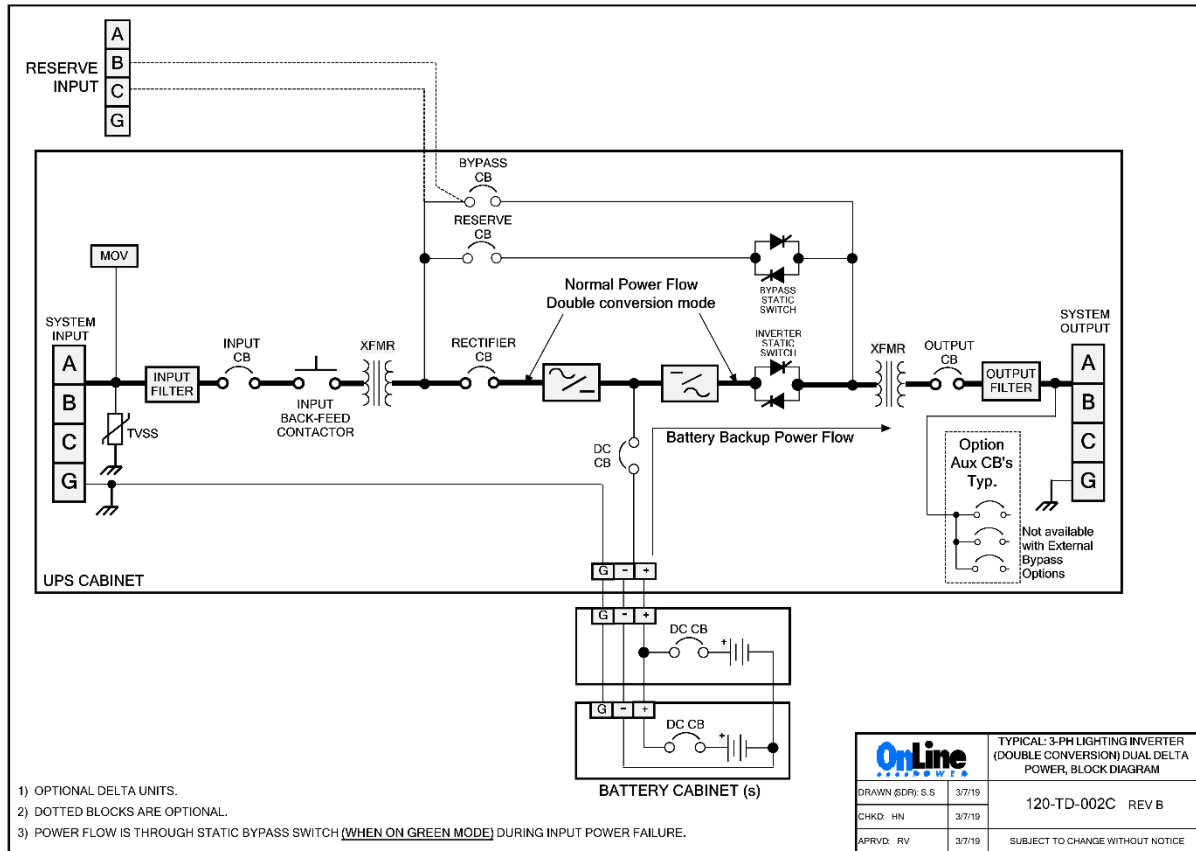 RESERVE
INPUT
A
B
C
G
BYPASS
CB
RESERVE
CB
MOV
BYPASS
STATIC
SWITCH
Normal Power Flow
Double conversion mode
SYSTEM
INPUT
A
B
C
G
INPUT
FILTER
INPUT
CB
INPUT
BACK-FEED
CONTACTOR
XFMR
RECTIFIER
CB
INVERTER
STATIC
SWITCH
XFMR
OUTPUT
CB
OUTPUT
FILTER
SYSTEM
OUTPUT
A
B
C
G
TVSS
DC
CB
Battery Backup Power Flow
Option
Aux CB's
Typ.
Not available
with External
Bypass
Options
UPS CABINET
G - +
G - +
DC CB
+
G - +
DC CB
+
BATTERY CABINET (s)
1) OPTIONAL DELTA UNITS.
2) DOTTED BLOCKS ARE OPTIONAL.
3) POWER FLOW IS THROUGH STATIC BYPASS SWITCH (WHEN ON GREEN MODE) DURING INPUT POWER FAILURE.
OnLine
POWER
TYPICAL: 3-PH LIGHTING INVERTER
(DOUBLE CONVERSION) DUAL DELTA
POWER, BLOCK DIAGRAM
DRAWN (SDR): S.S 3/7/19
CHKD: HN 3/7/19
APRVD: RV 3/7/19
120-TD-002C REV B
SUBJECT TO CHANGE WITHOUT NOTICE